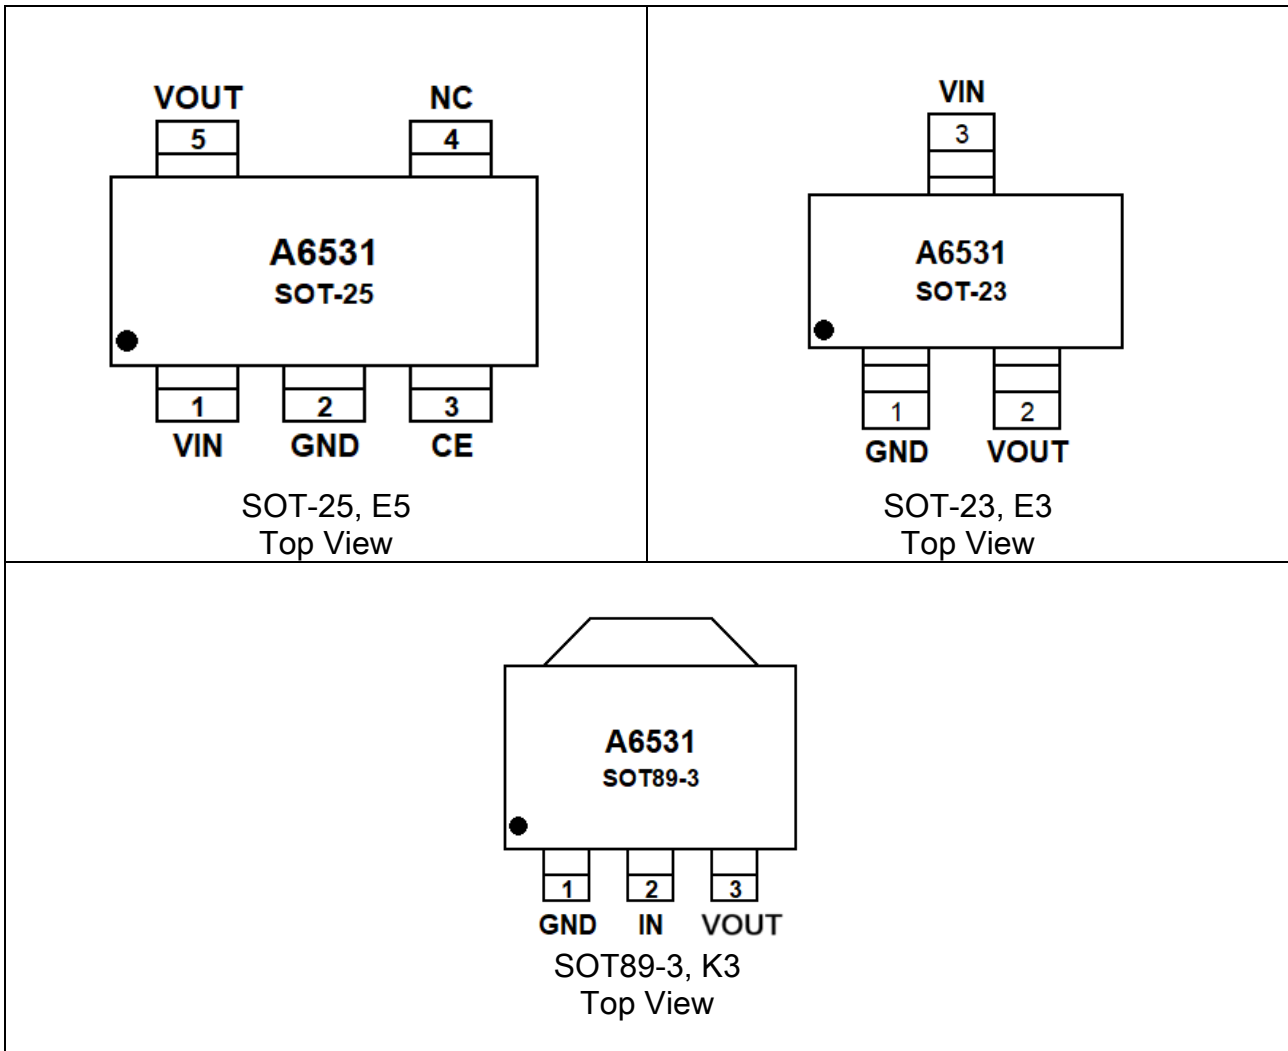 VOUT NC
5 4
A6531
SOT-25
1 2 3
VIN GND CE
SOT-25, E5
Top View
VIN
3
A6531
SOT-23
1 2
GND VOUT
SOT-23, E3
Top View
A6531
SOT89-3
1 2 3
GND IN VOUT
SOT89-3, K3
Top View